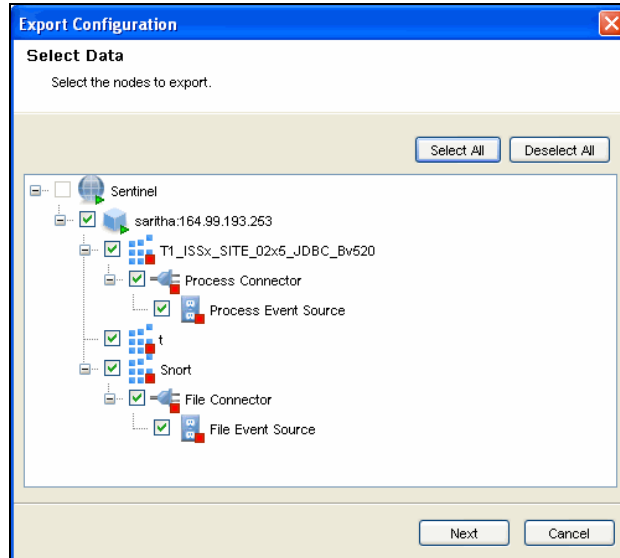 Export Configuration
Select Data
Select the nodes to export.
Select All
Deselect All
Sentinel
saritha:164.99.193.253
T1_ISSx_SITE_02x5_JDBC_Bv520
Process Connector
Process Event Source
t
Snort
File Connector
File Event Source
Next
Cancel